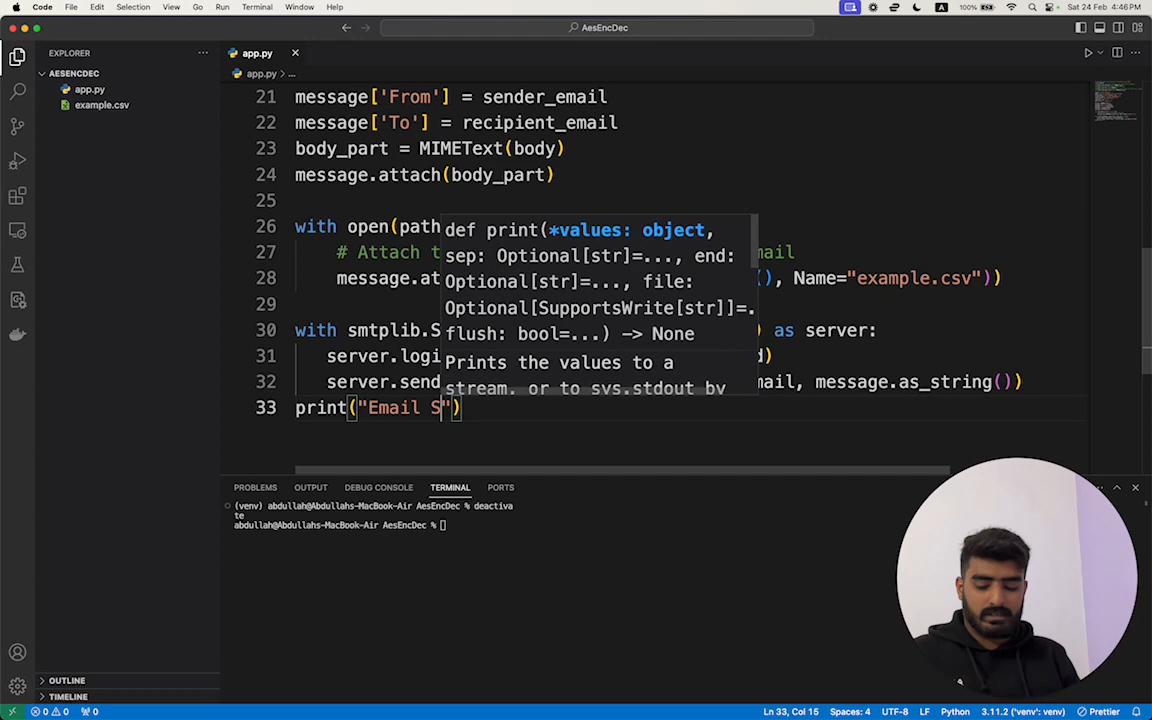 Code File Edit Selection View Go Run Terminal Window Help
A 100% Sat 24 Feb 4:46 PM
AesEncDec
EXPLORER
AESENCDEC
app.py
example.csv
OUTLINE
TIMELINE
app.py
app.py > ...
21 message['From'] = sender_email
22 message['To'] = recipient_email
23 body_part = MIMEText(body)
24 message.attach(body_part)
25
26 with open(path
27 # Attach t mail
28 message.at (), Name="example.csv"))
29
30 with smtplib.S ) as server:
31 server.logi d)
32 server.send mail, message.as_string())
33 print("Email S")
def print(*values: object,
sep: Optional[str]=..., end:
Optional[str]=..., file:
Optional[SupportsWrite[str]]=.
flush: bool=...) -> None
Prints the values to a
stream, or to sys.stdout by
PROBLEMS OUTPUT DEBUG CONSOLE TERMINAL PORTS
(venv) abdullah@Abdullahs-MacBook-Air AesEncDec % deactiva
te
abdullah@Abdullahs-MacBook-Air AesEncDec %
0 0 0 Ln 33, Col 15 Spaces: 4 UTF-8 LF Python 3.11.2 ('venv': venv) Prettier